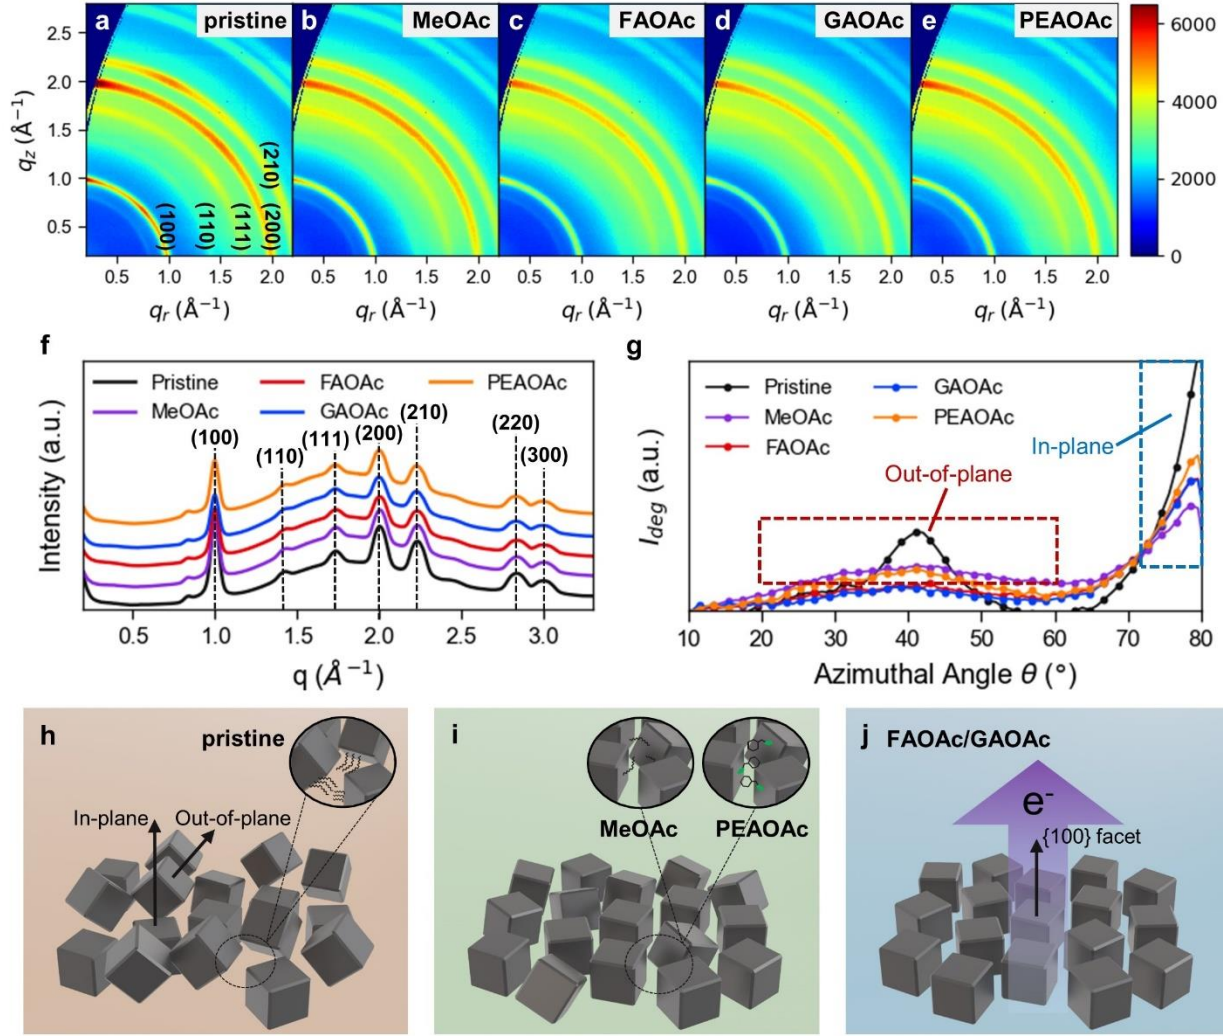 a pristine
b MeOAc
c FAOAc
d GAOAc
e PEAOAc
6000
4000
2000
0
2.5
2.0
1.5
1.0
0.5
q_z (Å⁻¹)
(100)
(110)
(111)
(200)
(210)
0.5 1.0 1.5 2.0
0.5 1.0 1.5 2.0
0.5 1.0 1.5 2.0
0.5 1.0 1.5 2.0
0.5 1.0 1.5 2.0
q_r (Å⁻¹)
q_r (Å⁻¹)
q_r (Å⁻¹)
q_r (Å⁻¹)
q_r (Å⁻¹)
f
Pristine FAOAc PEAOAc
MeOAc GAOAc
(100) (110) (111) (200) (210) (220) (300)
Intensity (a.u.)
0.5 1.0 1.5 2.0 2.5 3.0
q (Å⁻¹)
g
Pristine GAOAc
MeOAc PEAOAc
FAOAc
In-plane
Out-of-plane
I_deg (a.u.)
10 20 30 40 50 60 70 80
Azimuthal Angle θ (°)
h
pristine
In-plane
Out-of-plane
i
MeOAc PEAOAc
j
FAOAc/GAOAc
e⁻
{100} facet